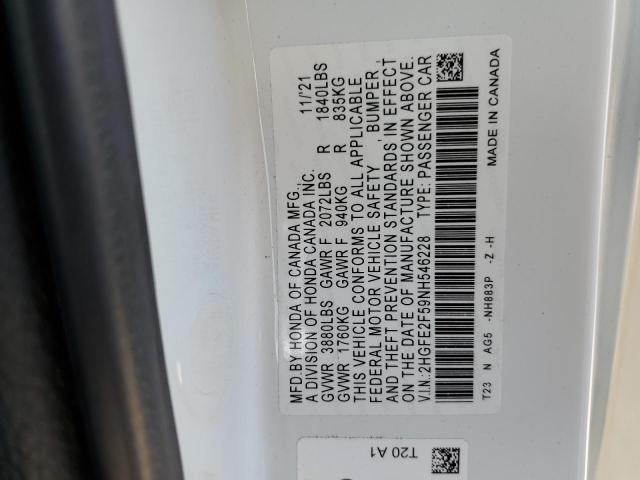 MFD.BY HONDA OF CANADA MFG., 11/'21
A DIVISION OF HONDA CANADA INC.
GVWR 3880LBS GAWR F 2072LBS R 1840LBS
GVWR 1760KG GAWR F 940KG R 835KG
THIS VEHICLE CONFORMS TO ALL APPLICABLE
FEDERAL MOTOR VEHICLE SAFETY , BUMPER ,
AND THEFT PREVENTION STANDARDS IN EFFECT
ON THE DATE OF MANUFACTURE SHOWN ABOVE.
V.I.N.: 2HGFE2F59NH546228 TYPE: PASSENGER CAR
T23 N AG5 -NH883P -Z -H MADE IN CANADA
T20 A1